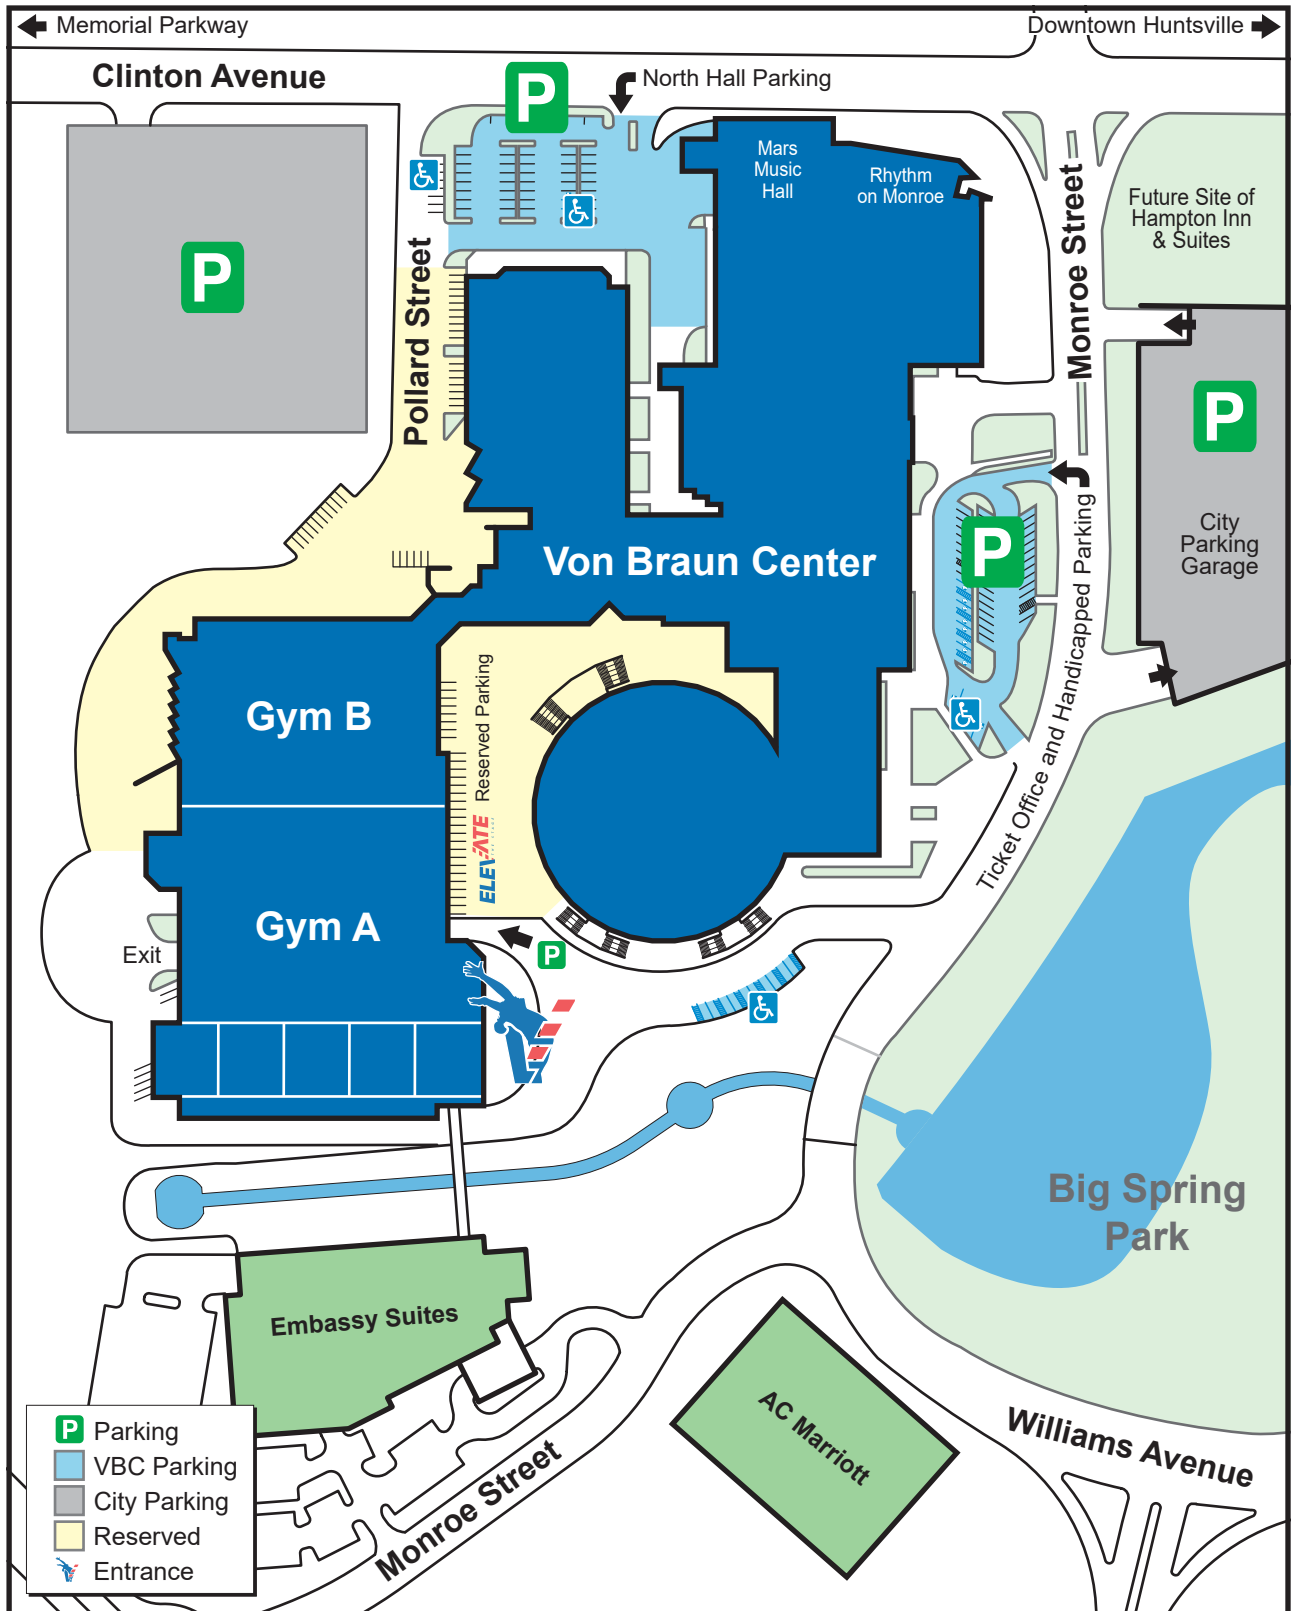 Memorial Parkway
Downtown Huntsville
Clinton Avenue
P
North Hall Parking
Mars
Music
Hall
Rhythm
on Monroe
Monroe Street
Future Site of
Hampton Inn
& Suites
P
Pollard Street
P
City
Parking
Garage
P
Von Braun Center
Ticket Office and Handicapped Parking
Gym B
Reserved Parking
ELEVATE
Gym A
Exit
P
Big Spring
Park
Embassy Suites
AC Marriott
Williams Avenue
Monroe Street
P Parking
VBC Parking
City Parking
Reserved
Entrance